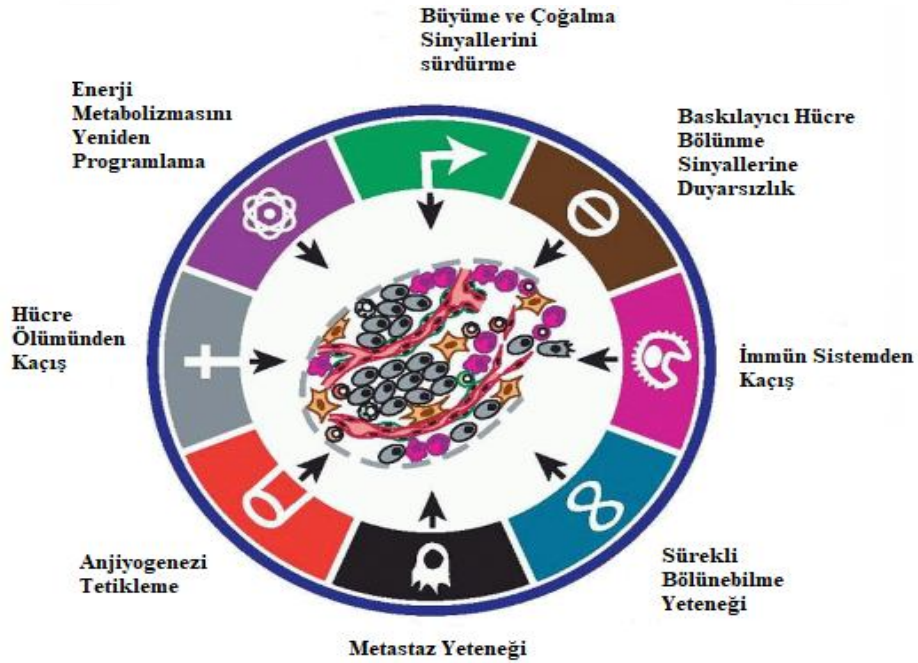 Büyüme ve Çoğalma
Sinyallerini
sürdürme
Enerji
Metabolizmasını
Yeniden
Programlama
Baskılayıcı Hücre
Bölünme
Sinyallerine
Duyarsızlık
Hücre
Ölümünden
Kaçış
İmmün Sistemden
Kaçış
Anjiyogenezi
Tetikleme
Sürekli
Bölünebilme
Yeteneği
Metastaz Yeteneği